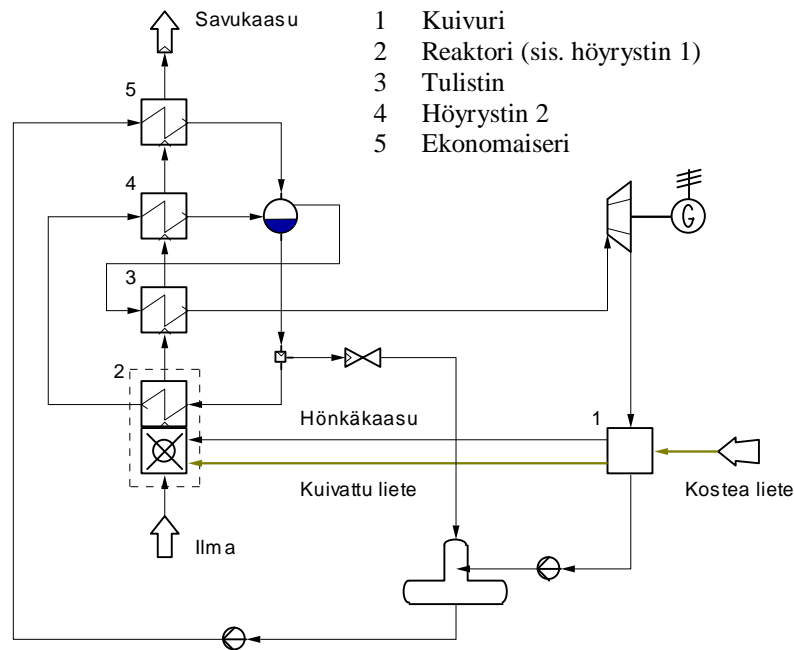 Savukaasu
1 Kuivuri
2 Reaktori (sis. höyrystin 1)
3 Tulistin
4 Höyrystin 2
5 Ekonomaiseri
5
4
G
3
2
1
Hönkäkaasu
Kuivattu liete
Kostea liete
Ilma